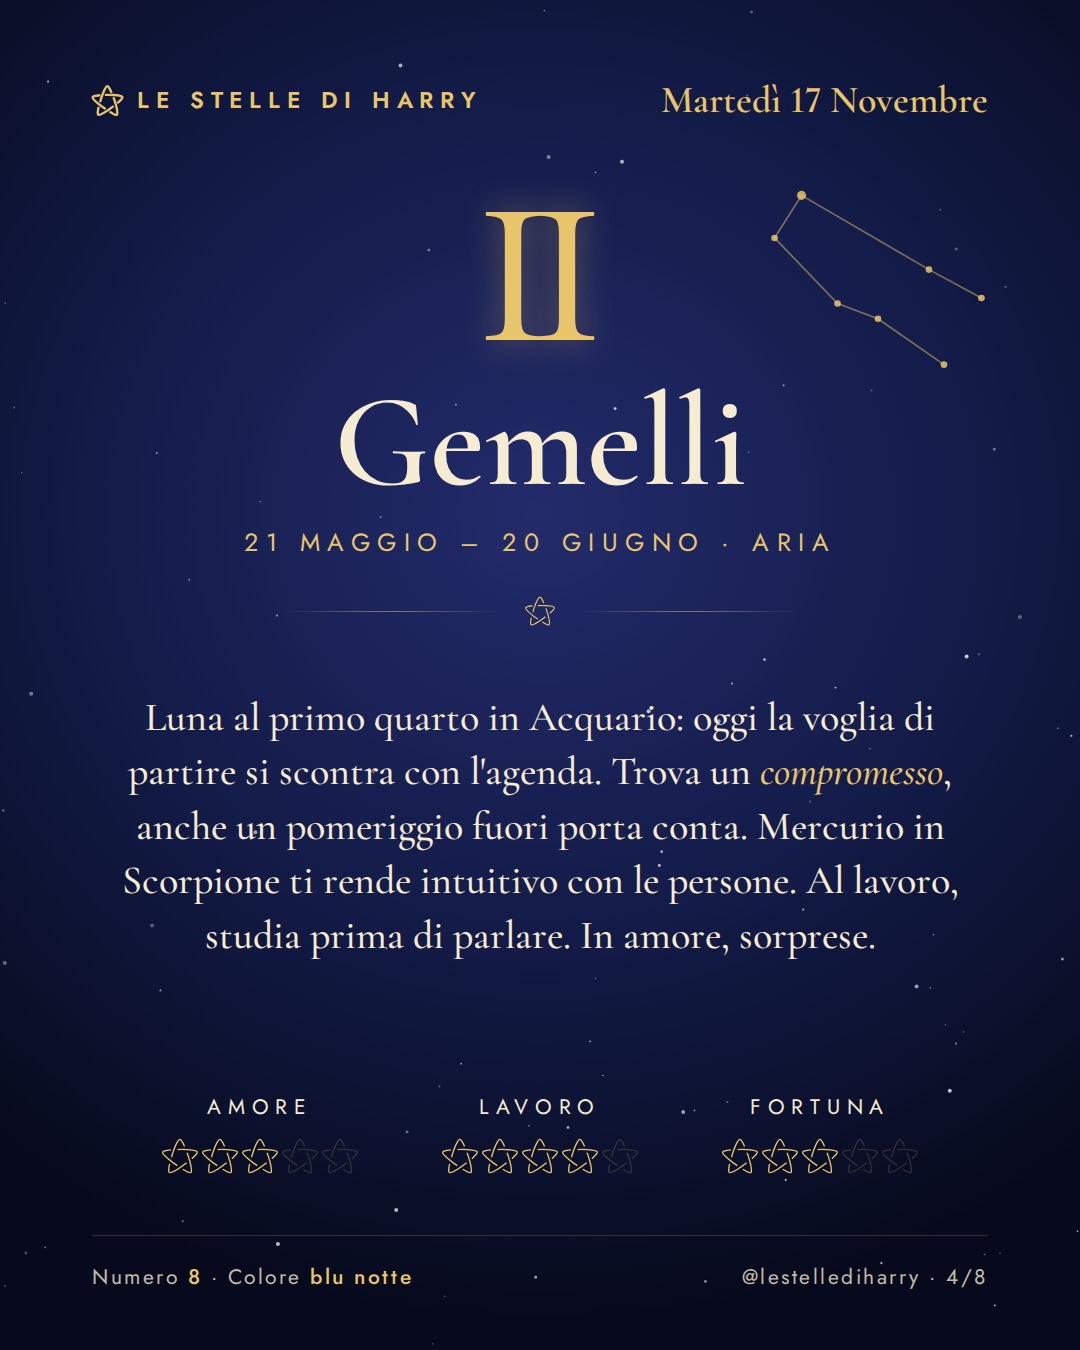 LE STELLE DI HARRY
Martedì 17 Novembre
Gemelli
21 MAGGIO – 20 GIUGNO · ARIA
Luna al primo quarto in Acquario: oggi la voglia di
partire si scontra con l'agenda. Trova un compromesso,
anche un pomeriggio fuori porta conta. Mercurio in
Scorpione ti rende intuitivo con le persone. Al lavoro,
studia prima di parlare. In amore, sorprese.
AMORE
LAVORO
FORTUNA
Numero 8 · Colore blu notte
@lestellediharry · 4/8